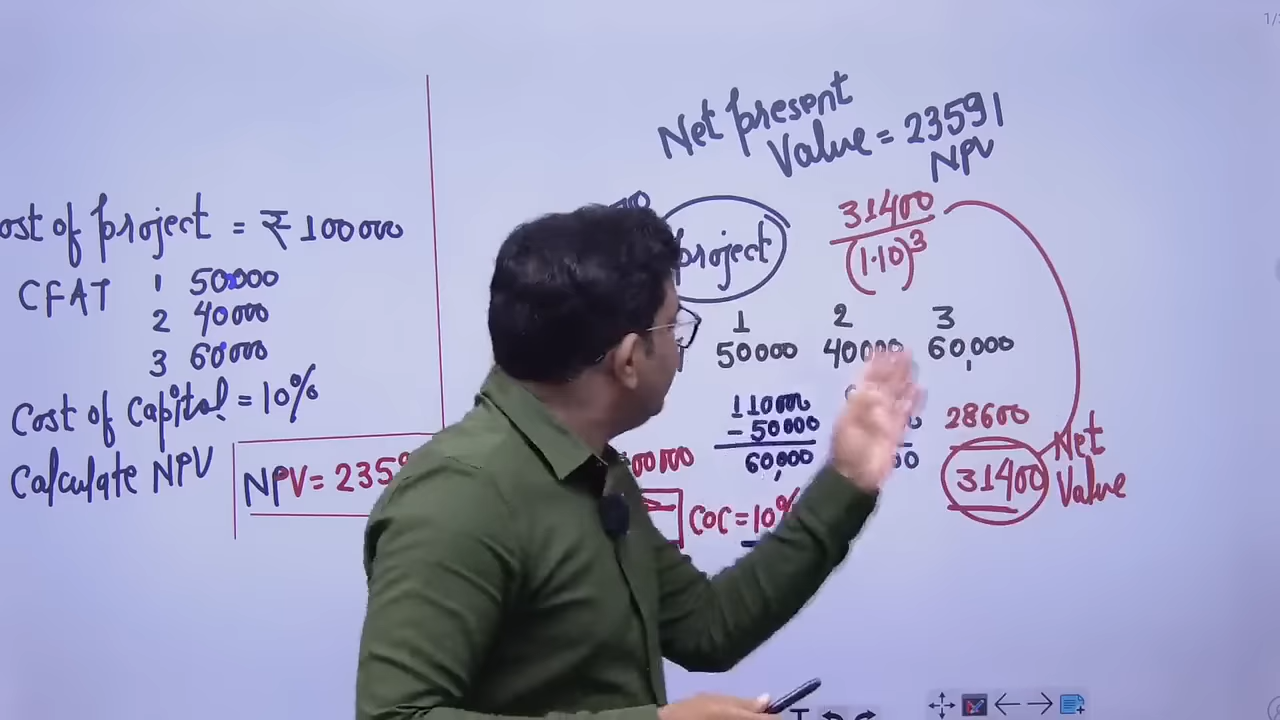 ost of project = ₹ 100000
CFAT 1 50000
2 40000
3 60000
Cost of Capital = 10%
Calculate NPV
NPV = 2359
Net present
Value = 23591
NPV
project
31400
(1.10)³
1 2 3
50000 40000 60,000
110000
- 50000
60,000
00000
COC = 10%
28600
31400
Net
Value